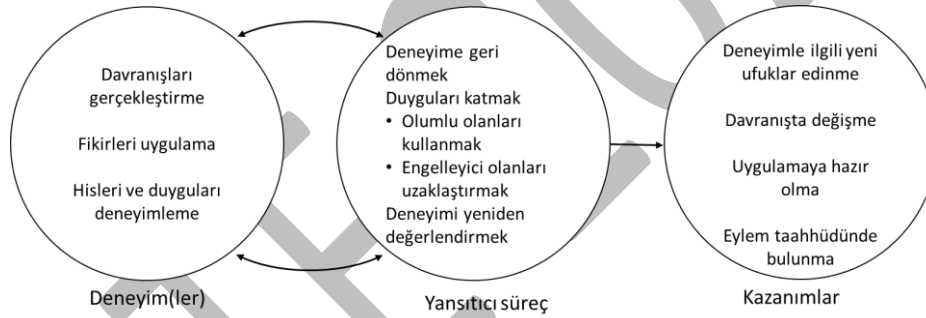 Davranışları
gerçekleştirme
Fikirleri uygulama
Hisleri ve duyguları
deneyimleme
Deneyim(ler)
Deneyime geri
dönmek
Duyguları katmak
• Olumlu olanları
kullanmak
• Engelleyici olanları
uzaklaştırmak
Deneyimi yeniden
değerlendirmek
Yansıtıcı süreç
Deneyimle ilgili yeni
ufuklar edinme
Davranışta değişme
Uygulamaya hazır
olma
Eylem taahhüdünde
bulunma
Kazanımlar